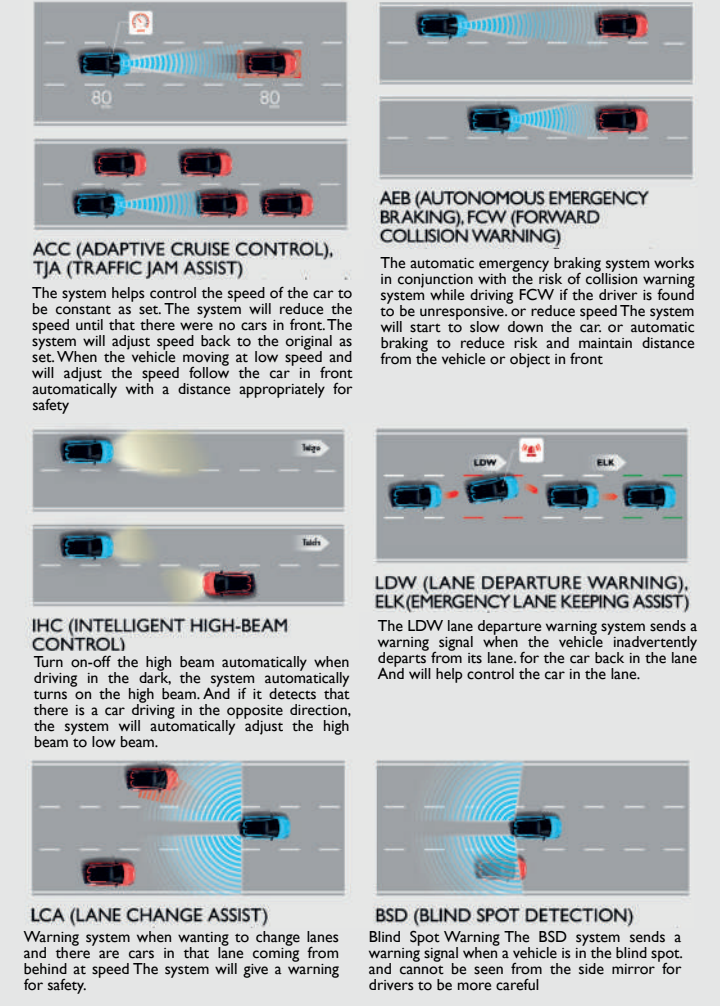 80
80
ACC (ADAPTIVE CRUISE CONTROL),
TJA (TRAFFIC JAM ASSIST)
The system helps control the speed of the car to
be constant as set. The system will reduce the
speed until that there were no cars in front. The
system will adjust speed back to the original as
set. When the vehicle moving at low speed and
will adjust the speed follow the car in front
automatically with a distance appropriately for
safety
AEB (AUTONOMOUS EMERGENCY
BRAKING), FCW (FORWARD
COLLISION WARNING)
The automatic emergency braking system works
in conjunction with the risk of collision warning
system while driving FCW if the driver is found
to be unresponsive. or reduce speed The system
will start to slow down the car. or automatic
braking to reduce risk and maintain distance
from the vehicle or object in front
IHC (INTELLIGENT HIGH-BEAM
CONTROL)
Turn on-off the high beam automatically when
driving in the dark, the system automatically
turns on the high beam. And if it detects that
there is a car driving in the opposite direction,
the system will automatically adjust the high
beam to low beam.
LDW
ELK
LDW (LANE DEPARTURE WARNING),
ELK(EMERGENCY LANE KEEPING ASSIST)
The LDW lane departure warning system sends a
warning signal when the vehicle inadvertently
departs from its lane. for the car back in the lane
And will help control the car in the lane.
LCA (LANE CHANGE ASSIST)
Warning system when wanting to change lanes
and there are cars in that lane coming from
behind at speed The system will give a warning
for safety.
BSD (BLIND SPOT DETECTION)
Blind Spot Warning The BSD system sends a
warning signal when a vehicle is in the blind spot.
and cannot be seen from the side mirror for
drivers to be more careful